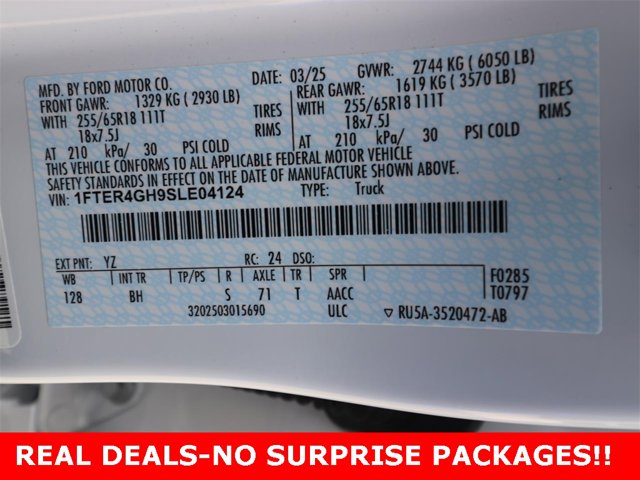 MFD. BY FORD MOTOR CO.
DATE: 03/25 GVWR: 2744 KG ( 6050 LB)
FRONT GAWR: 1329 KG ( 2930 LB)
WITH 255/65R18 111T TIRES
18x7.5J RIMS
AT 210 kPa/ 30 PSI COLD
REAR GAWR: 1619 KG ( 3570 LB)
WITH 255/65R18 111T TIRES
18x7.5J RIMS
AT 210 kPa/ 30 PSI COLD
THIS VEHICLE CONFORMS TO ALL APPLICABLE FEDERAL MOTOR VEHICLE
SAFETY STANDARDS IN EFFECT ON THE DATE OF MANUFACTURE SHOWN ABOVE.
VIN: 1FTER4GH9SLE04124 TYPE: Truck
EXT PNT: YZ RC: 24 DSO:
WB INT TR TP/PS R AXLE TR SPR F0285
128 BH S 71 T AACC T0797
3202503015690 ULC ▽ RU5A-3520472-AB
REAL DEALS-NO SURPRISE PACKAGES!!